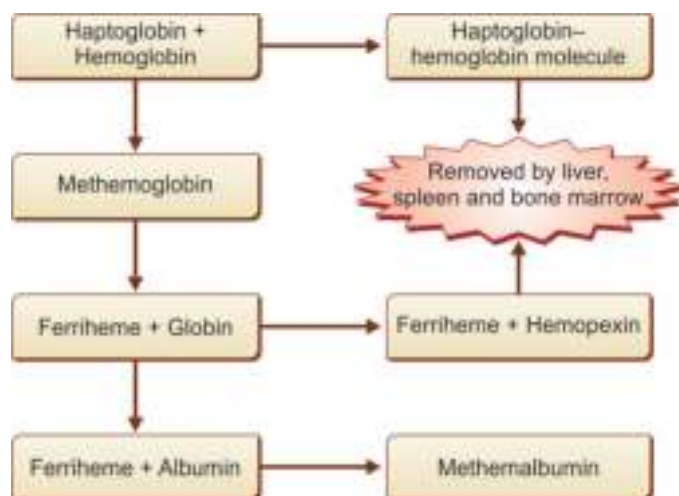 Haptoglobin +
Hemoglobin
Haptoglobin–
hemoglobin molecule
Methemoglobin
Removed by liver,
spleen and bone marrow
Ferriheme + Globin
Ferriheme + Hemopexin
Ferriheme + Albumin
Methemalbumin